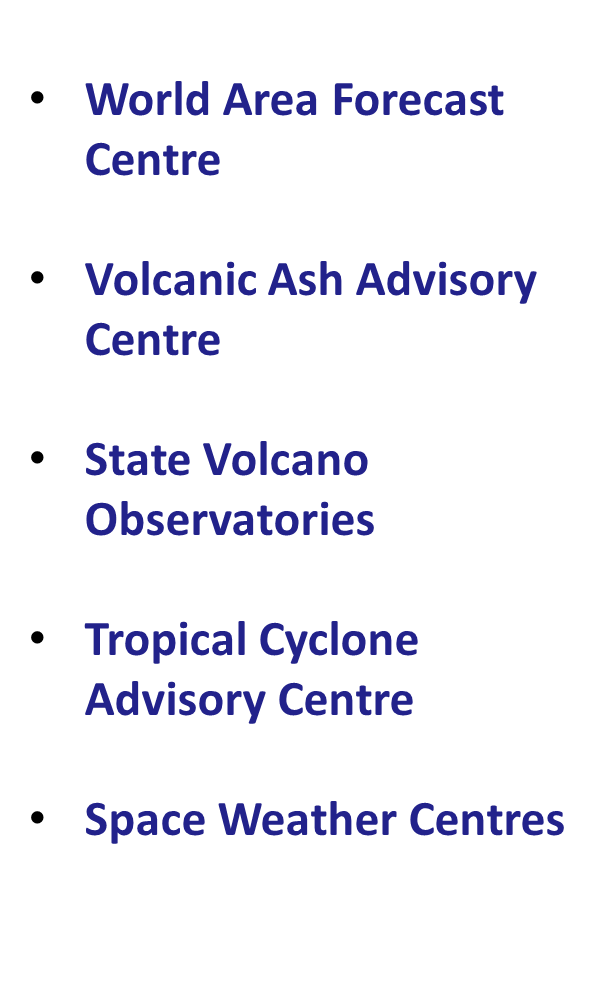 • World Area Forecast
Centre
• Volcanic Ash Advisory
Centre
• State Volcano
Observatories
• Tropical Cyclone
Advisory Centre
• Space Weather Centres